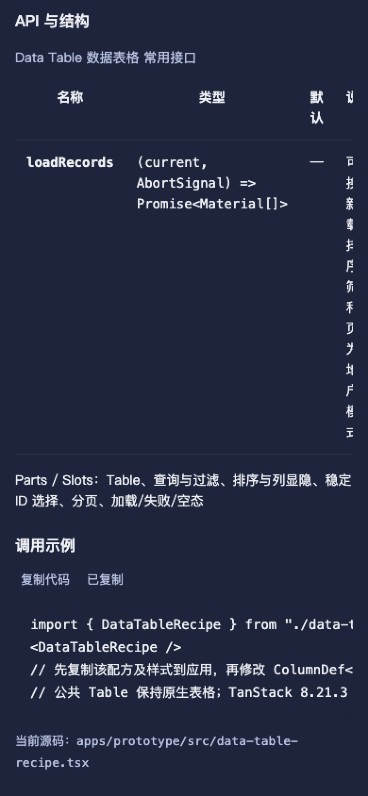 API 与结构
Data Table 数据表格 常用接口
名称 类型 默认
loadRecords (current, AbortSignal) => Promise<Material[]> —
Parts / Slots: Table、查询与过滤、排序与列显隐、稳定
ID 选择、分页、加载/失败/空态
调用示例
复制代码 已复制
import { DataTableRecipe } from "./data-t
<DataTableRecipe />
// 先复制该配方及样式到应用，再修改 ColumnDef<
// 公共 Table 保持原生表格；TanStack 8.21.3
当前源码：apps/prototype/src/data-table-
recipe.tsx